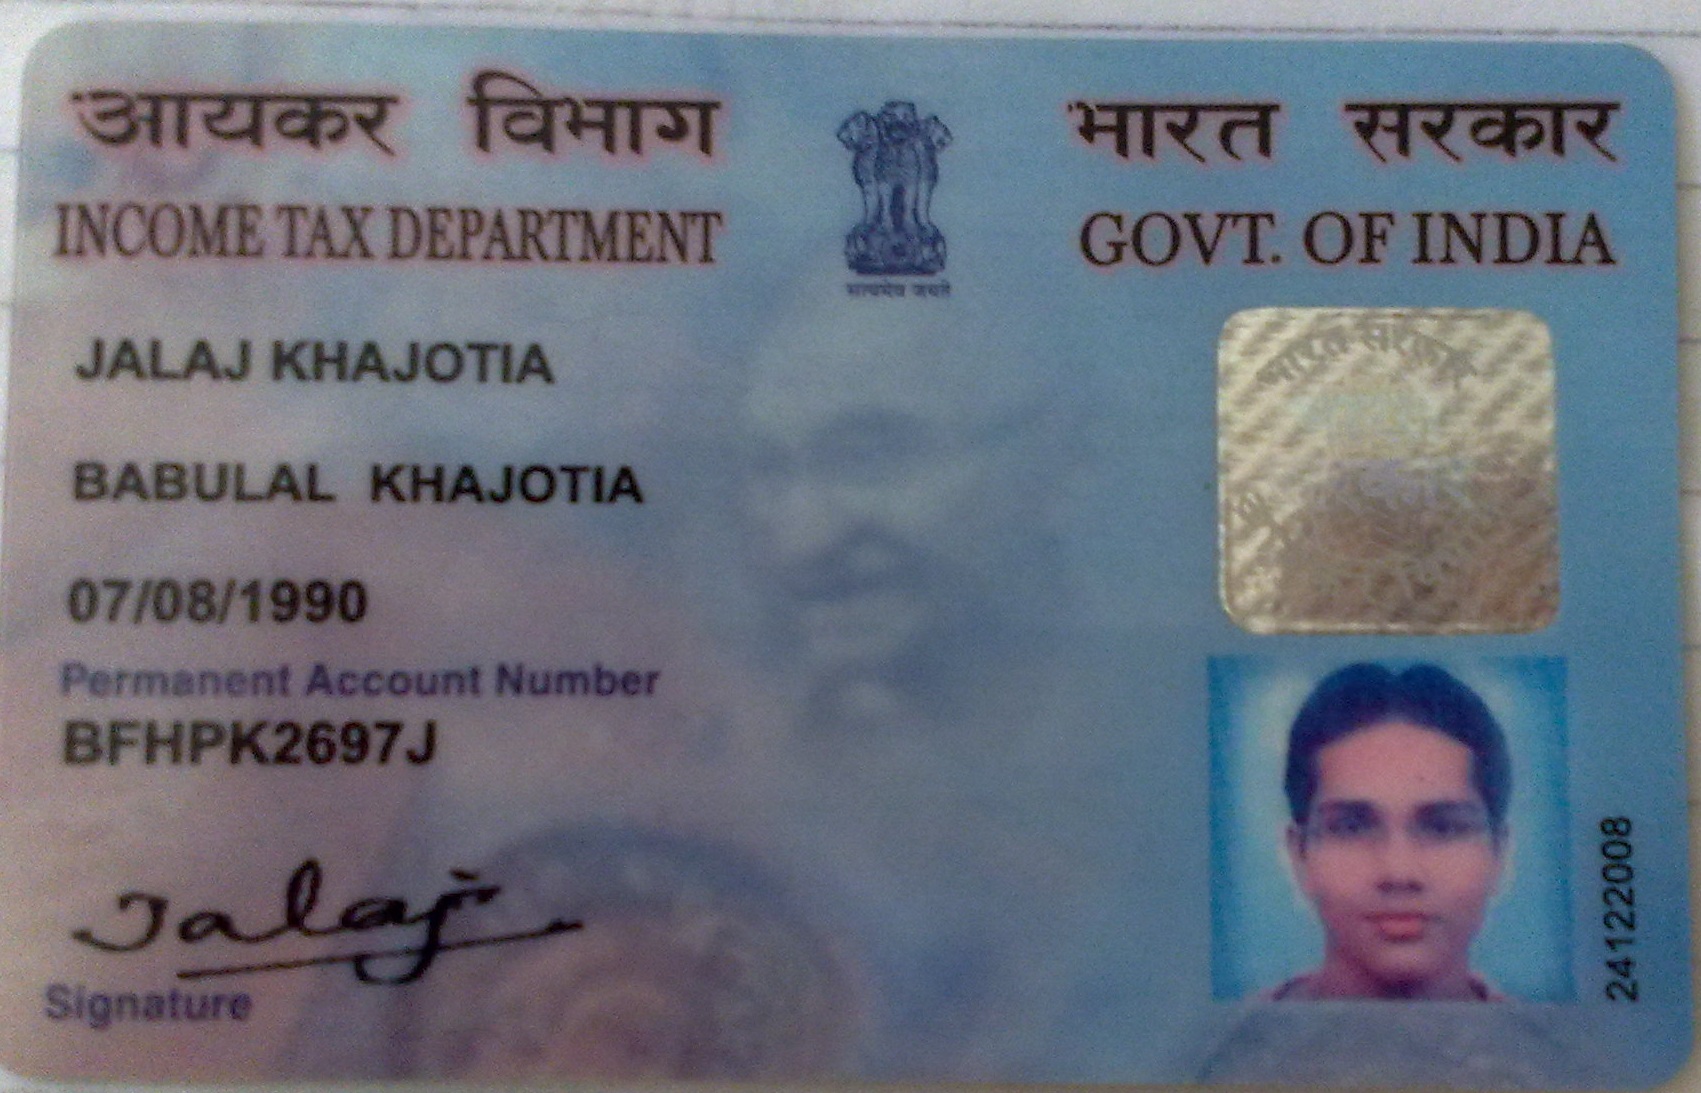 आयकर विभाग
INCOME TAX DEPARTMENT
भारत सरकार
GOVT. OF INDIA
सत्यमेव जयते
JALAJ KHAJOTIA
BABULAL KHAJOTIA
07/08/1990
Permanent Account Number
BFHPK2697J
Jalaj
Signature
भारत सरकार
24122008